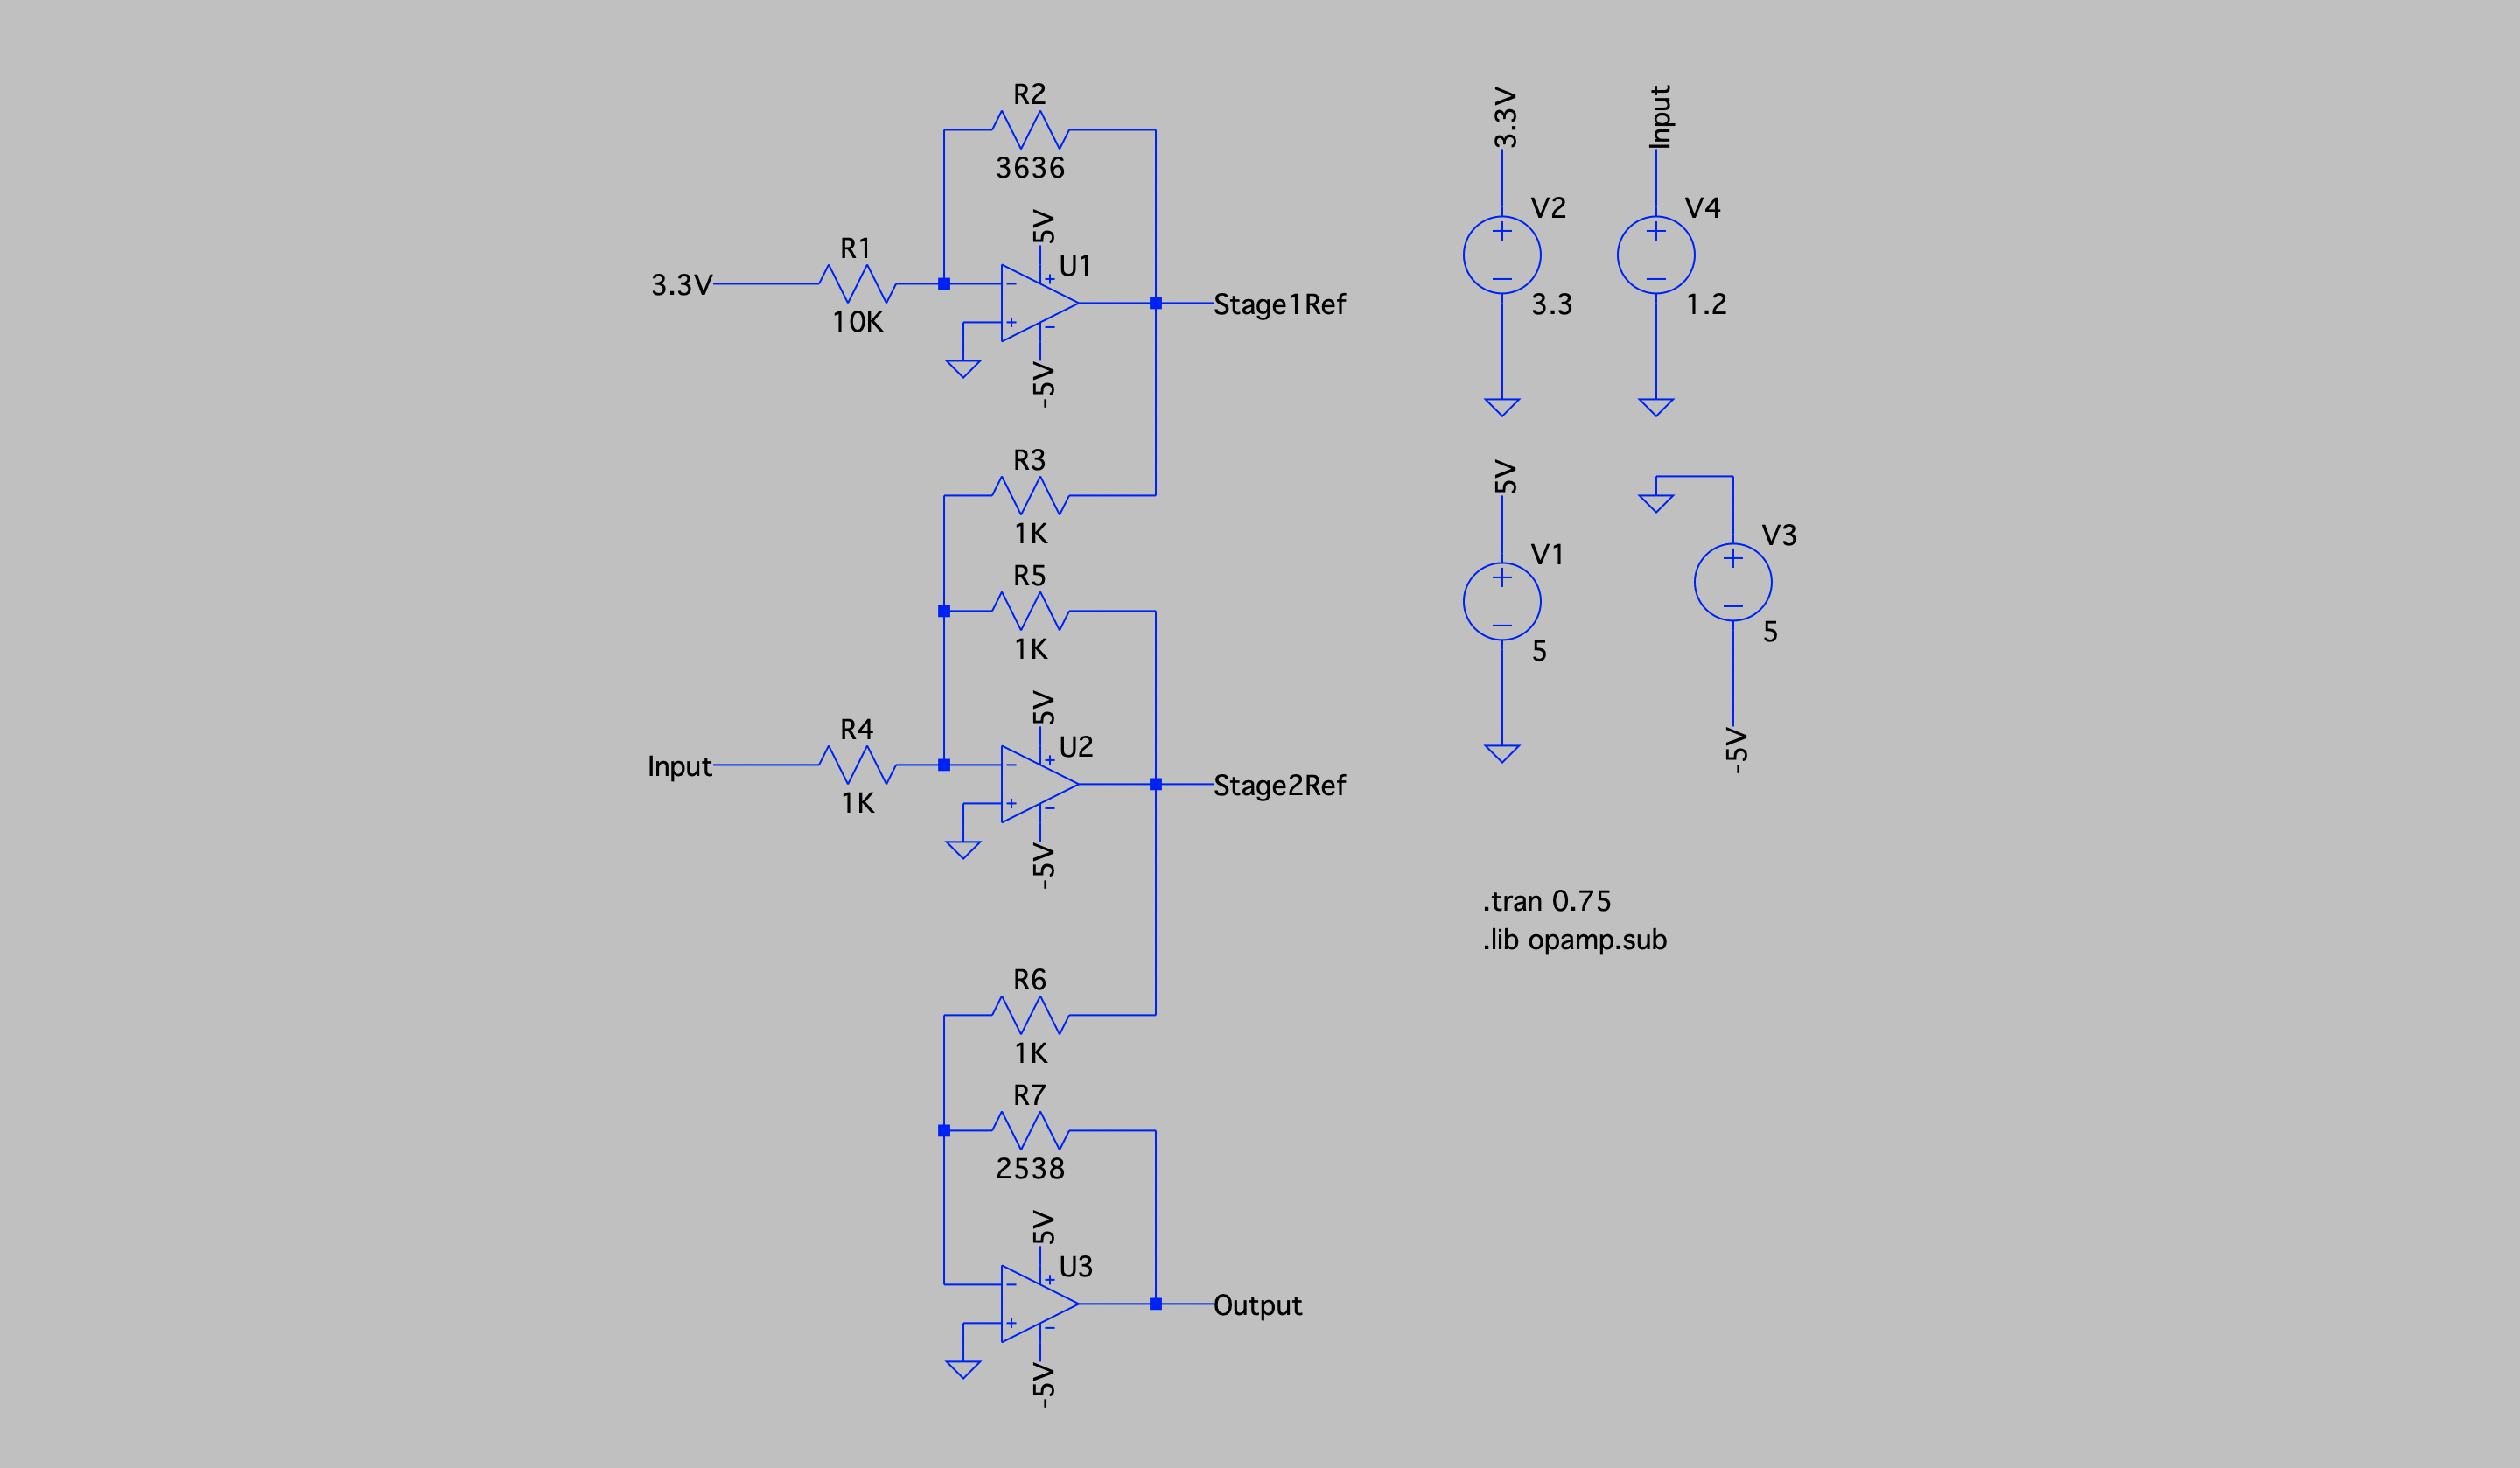 R2
3636
5V
R1
U1
3.3V
10K
Stage1Ref
-5V
R3
1K
R5
1K
5V
R4
U2
Input
1K
Stage2Ref
-5V
R6
1K
R7
2538
5V
U3
Output
-5V
3.3V
V2
3.3
Input
V4
1.2
5V
V1
5
V3
5
-5V
.tran 0.75
.lib opamp.sub